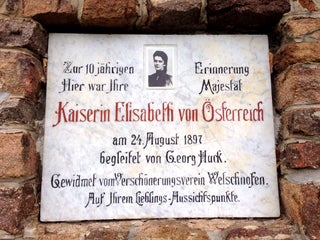 Zur 10 jährigen Erinnerung
Hier war Ihre Majestät
Kaiserin Elisabeth von Österreich
am 24. August 1897
begleitet von Georg Huck.
Gewidmet vom Verschönerungsverein Welschnofen,
Auf Ihrem Lieblings-Aussichtspunkte.